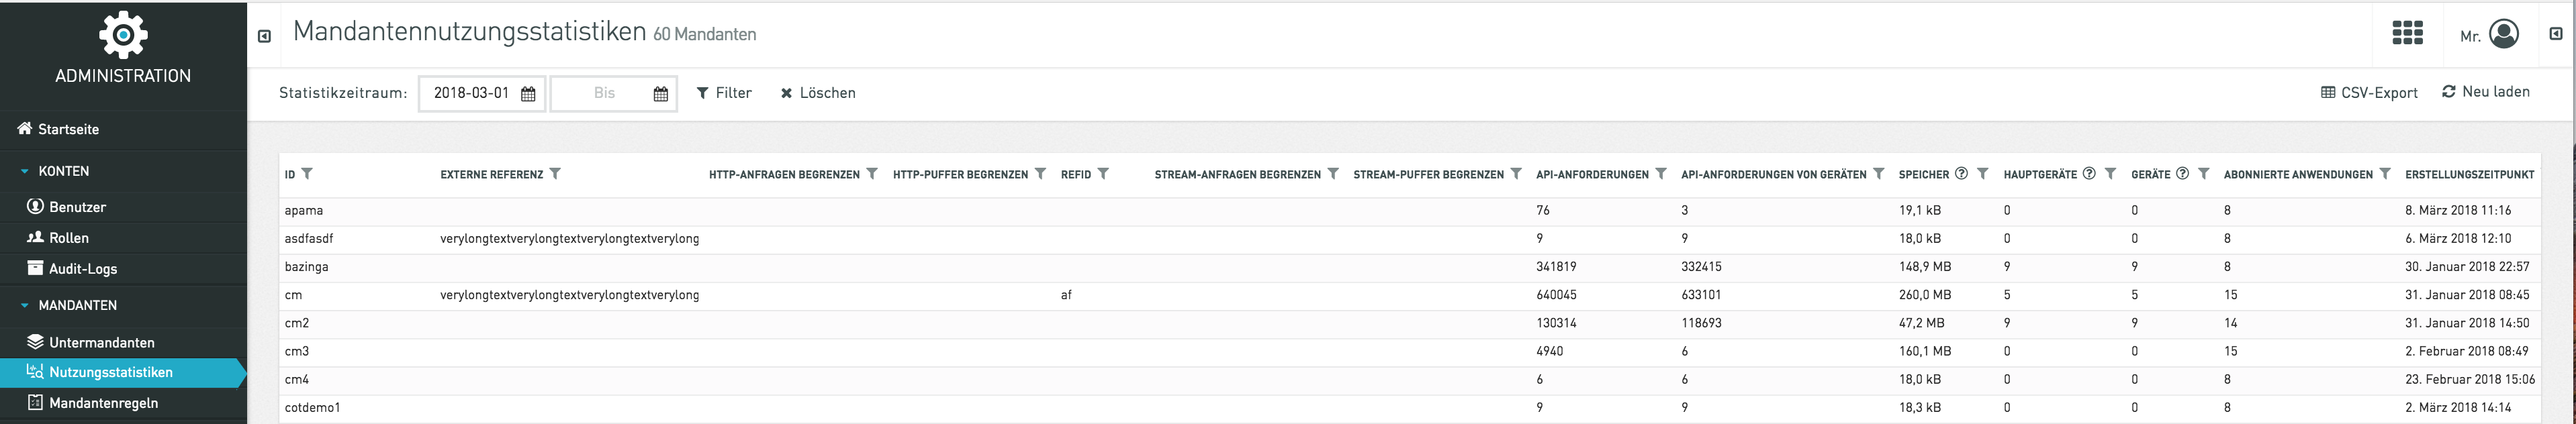 Mandantennutzungsstatistiken 60 Mandanten
Mr.
ADMINISTRATION
Startseite
KONTEN
Benutzer
Rollen
Audit-Logs
MANDANTEN
Untermandanten
Nutzungsstatistiken
Mandantenregeln
Statistikzeitraum: 2018-03-01 Bis Filter Löschen CSV-Export Neu laden
ID EXTERNE REFERENZ HTTP-ANFRAGEN BEGRENZEN HTTP-PUFFER BEGRENZEN REFID STREAM-ANFRAGEN BEGRENZEN STREAM-PUFFER BEGRENZEN API-ANFORDERUNGEN API-ANFORDERUNGEN VON GERÄTEN SPEICHER HAUPTGERÄTE GERÄTE ABONNIERTE ANWENDUNGEN ERSTELLUNGSZEITPUNKT
apama 76 3 19,1 kB 0 0 8 8. März 2018 11:16
asdfasdf verylongtextverylongtextverylongtextverylong 9 9 18,0 kB 0 0 8 6. März 2018 12:10
bazinga 341819 332415 148,9 MB 9 9 8 30. Januar 2018 22:57
cm verylongtextverylongtextverylongtextverylong af 640045 633101 260,0 MB 5 5 15 31. Januar 2018 08:45
cm2 130314 118693 47,2 MB 9 9 14 31. Januar 2018 14:50
cm3 4940 6 160,1 MB 0 0 15 2. Februar 2018 08:49
cm4 6 6 18,0 kB 0 0 8 23. Februar 2018 15:06
cotdemo1 9 9 18,3 kB 0 0 8 2. März 2018 14:14